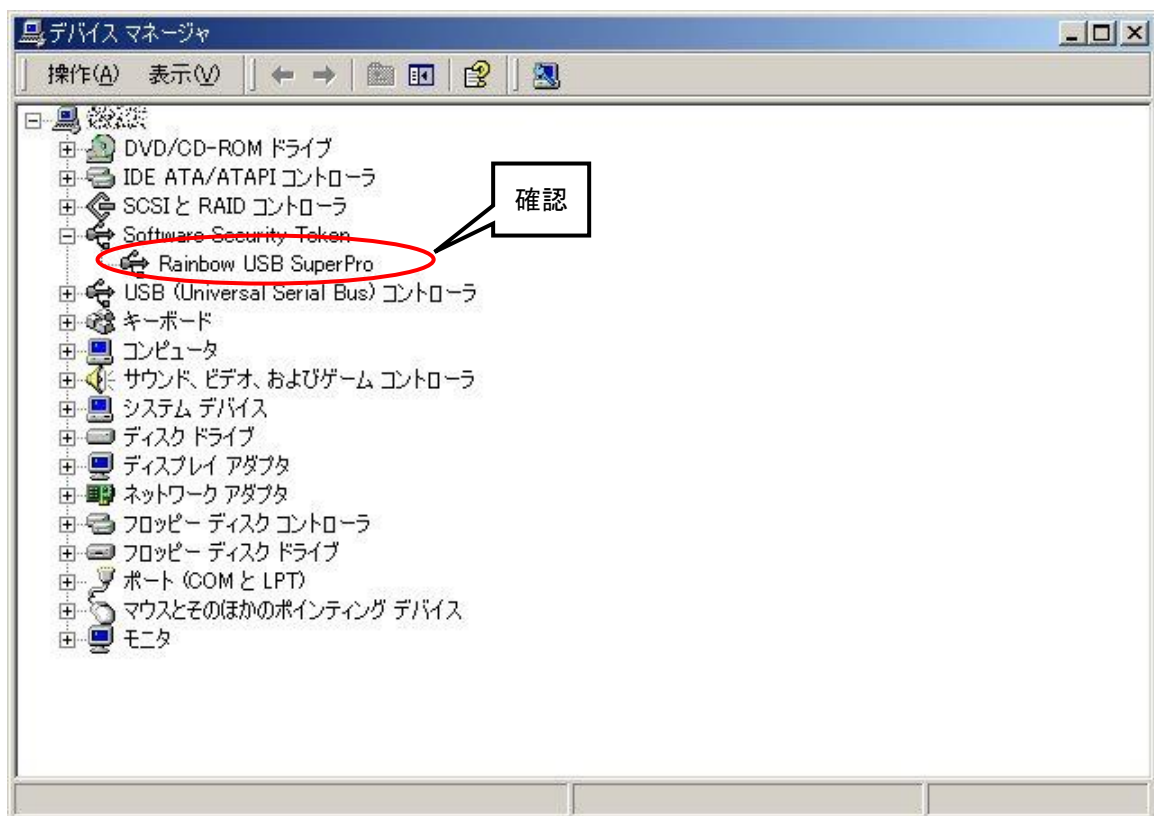 デバイス マネージャ
操作(A) 表示(V)
DVD/CD-ROM ドライブ
IDE ATA/ATAPI コントローラ
SCSI と RAID コントローラ
確認
Software Security Token
Rainbow USB SuperPro
USB (Universal Serial Bus) コントローラ
キーボード
コンピュータ
サウンド、ビデオ、およびゲーム コントローラ
システム デバイス
ディスク ドライブ
ディスプレイ アダプタ
ネットワーク アダプタ
フロッピー ディスク コントローラ
フロッピー ディスク ドライブ
ポート (COM と LPT)
マウスとそのほかのポインティング デバイス
モニタ